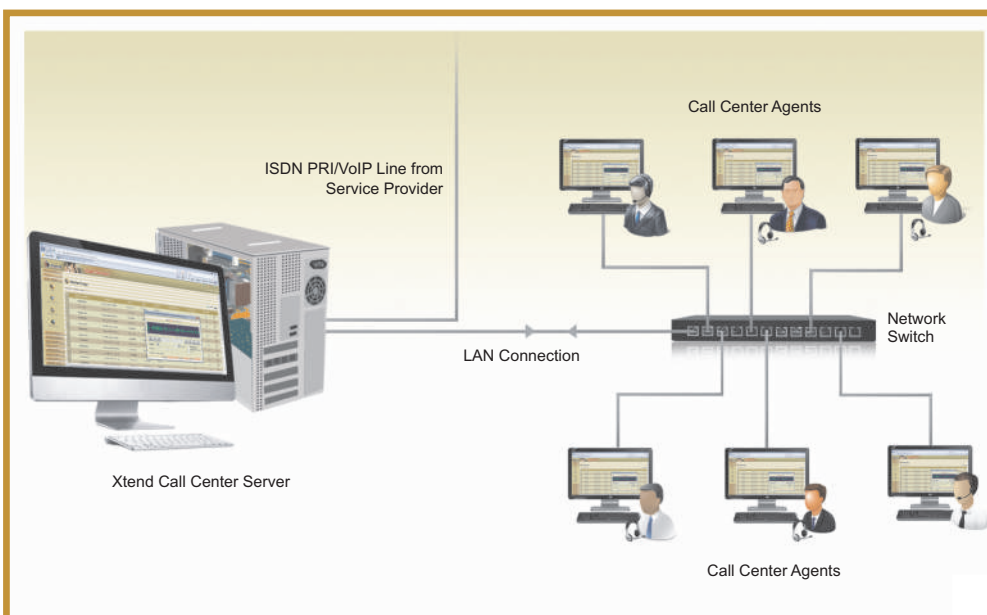 Call Center Agents
ISDN PRI/VoIP Line from
Service Provider
Network
Switch
LAN Connection
Xtend Call Center Server
Call Center Agents